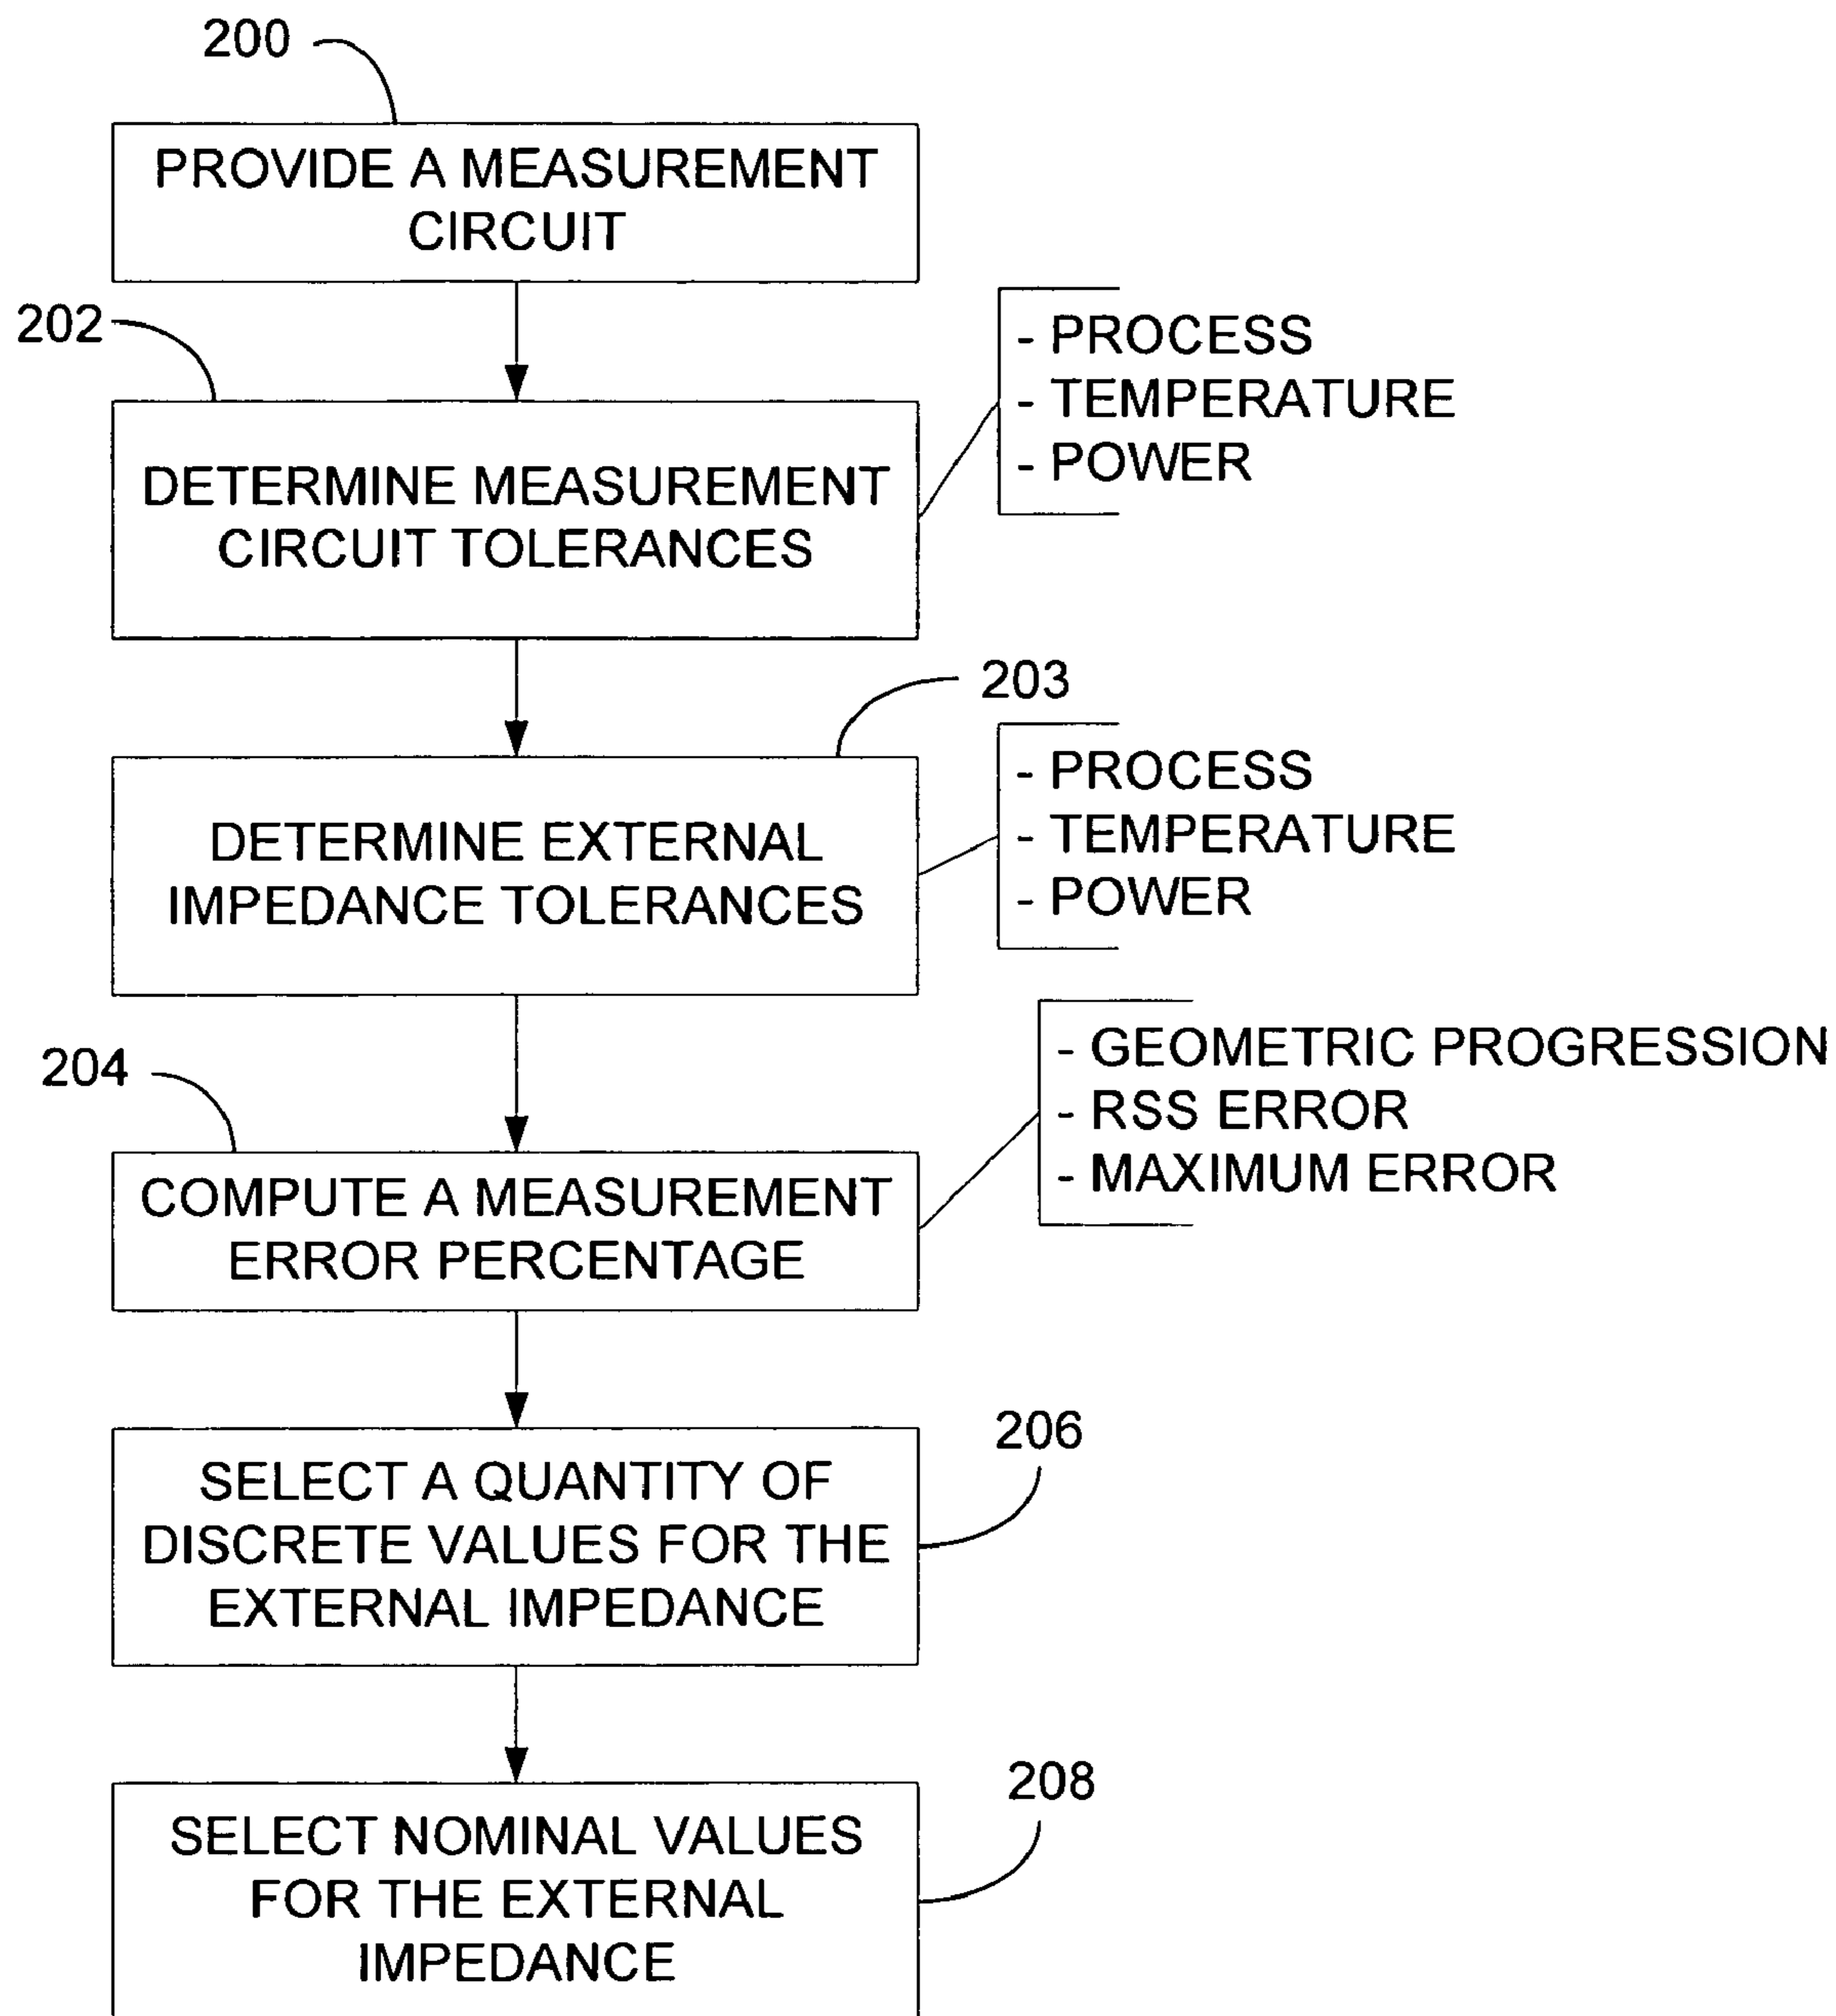 200
PROVIDE A MEASUREMENT
CIRCUIT
202
- PROCESS
- TEMPERATURE
- POWER
DETERMINE MEASUREMENT
CIRCUIT TOLERANCES
203
- PROCESS
- TEMPERATURE
- POWER
DETERMINE EXTERNAL
IMPEDANCE TOLERANCES
204
- GEOMETRIC PROGRESSION
- RSS ERROR
- MAXIMUM ERROR
COMPUTE A MEASUREMENT
ERROR PERCENTAGE
206
SELECT A QUANTITY OF
DISCRETE VALUES FOR THE
EXTERNAL IMPEDANCE
208
SELECT NOMINAL VALUES
FOR THE EXTERNAL
IMPEDANCE